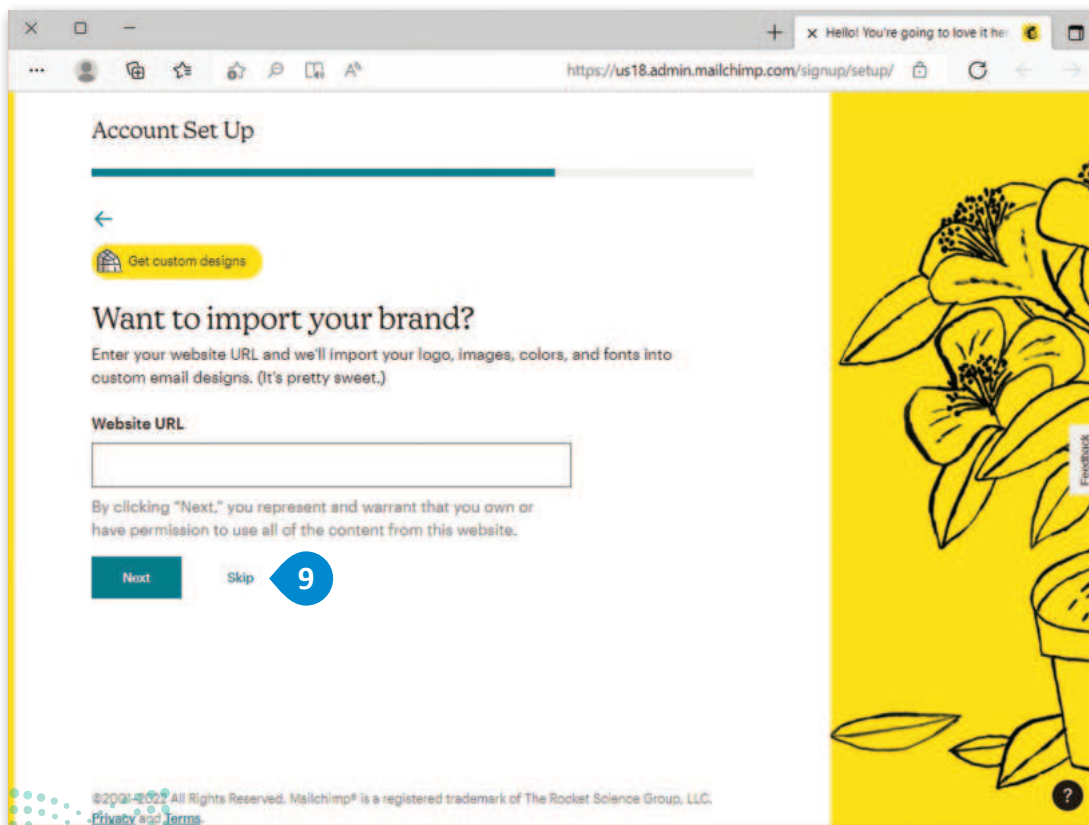 Hello! You're going to love it her
https://us18.admin.mailchimp.com/signup/setup/
Account Set Up
Get custom designs
Want to import your brand?
Enter your website URL and we'll import your logo, images, colors, and fonts into
custom email designs. (It's pretty sweet.)
Website URL
By clicking "Next," you represent and warrant that you own or
have permission to use all of the content from this website.
Next
Skip
9
Feedback
?
©2001-2022 All Rights Reserved. Mailchimp® is a registered trademark of The Rocket Science Group, LLC.
Privacy and Terms.